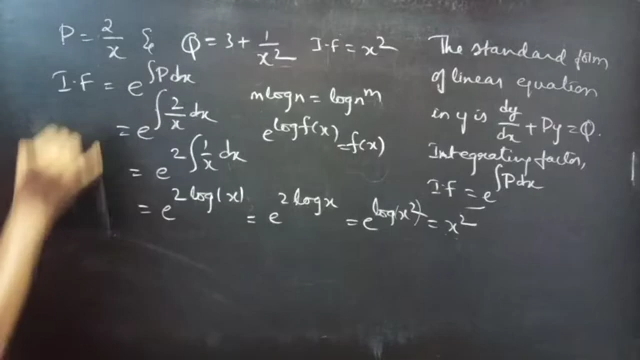 P = 2/x & Q = 3 + 1/x² I.F = x²
I.F = e^∫Pdx
= e^∫2/x dx
= e^2∫1/x dx
= e^2 log(x) = e^2 log x = e^log(x²) = x²
m log n = log n^m
e^log f(x) = f(x)
The standard form
of linear equation
in y is dy/dx + Py = Q.
Integrating factor,
I.F = e^∫Pdx